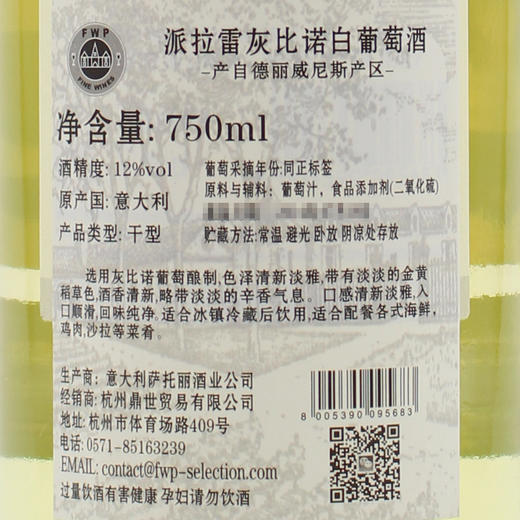 FWP
FINE WINES
派拉雷灰比诺白葡萄酒
-产自德丽威尼斯产区-
净含量: 750ml
酒精度: 12%vol
葡萄采摘年份:同正标签
原料与辅料: 葡萄汁, 食品添加剂(二氧化硫)
原产国: 意大利
产品类型: 干型
贮藏方法:常温 避光 卧放 阴凉处存放
选用灰比诺葡萄酿制,色泽清新淡雅,带有淡淡的金黄
稻草色,酒香清新,略带淡淡的辛香气息。口感清新淡雅,入
口顺滑,回味纯净。适合冰镇冷藏后饮用,适合配餐各式海鲜,
鸡肉,沙拉等菜肴。
生产商: 意大利萨托丽酒业公司
经销商: 杭州鼎世贸易有限公司
地址: 杭州市体育场路409号
电话: 0571-85163239
EMAIL: contact@fwp-selection.com
过量饮酒有害健康 孕妇请勿饮酒
8 005390 095683